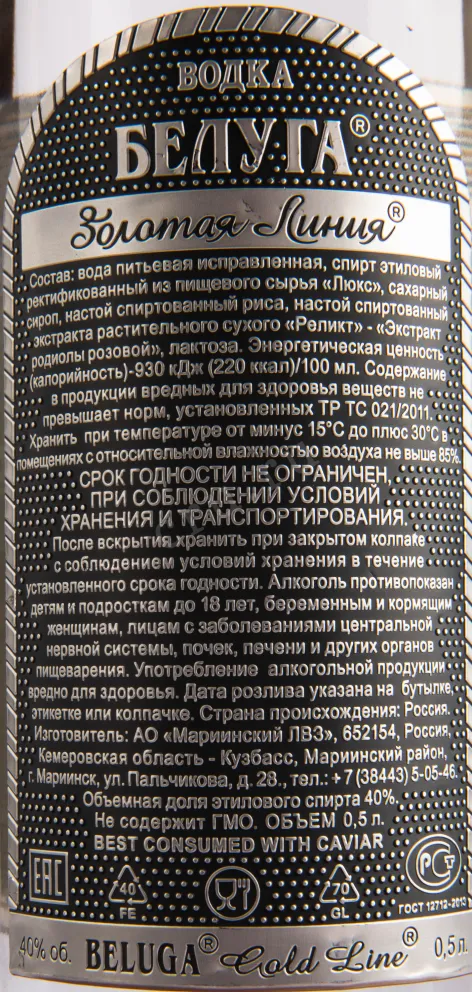 ВОДКА
БЕЛУГА®
Золотая Линия®
Состав: вода питьевая исправленная, спирт этиловый
ректификованный из пищевого сырья «Люкс», сахарный
сироп, настой спиртованный риса, настой спиртованный
экстракта растительного сухого «Реликт» - «Экстракт
родиолы розовой», лактоза. Энергетическая ценность
(калорийность)-930 кДж (220 ккал)/100 мл. Содержание
в продукции вредных для здоровья веществ не
превышает норм, установленных ТР ТС 021/2011.
Хранить при температуре от минус 15°С до плюс 30°С в
помещениях с относительной влажностью воздуха не выше 85%.
СРОК ГОДНОСТИ НЕ ОГРАНИЧЕН,
ПРИ СОБЛЮДЕНИИ УСЛОВИЙ
ХРАНЕНИЯ И ТРАНСПОРТИРОВАНИЯ.
После вскрытия хранить при закрытом колпаке
с соблюдением условий хранения в течение
установленного срока годности. Алкоголь противопоказан
детям и подросткам до 18 лет, беременным и кормящим
женщинам, лицам с заболеваниями центральной
нервной системы, почек, печени и других органов
пищеварения. Употребление алкогольной продукции
вредно для здоровья. Дата розлива указана на бутылке,
этикетке или колпачке. Страна происхождения: Россия.
Изготовитель: АО «Мариинский ЛВЗ», 652154, Россия,
Кемеровская область - Кузбасс, Мариинский район,
г. Мариинск, ул. Пальчикова, д. 28., тел.: +7 (38443) 5-05-46.
Объемная доля этилового спирта 40%.
Не содержит ГМО. ОБЪЕМ 0,5 л.
BEST CONSUMED WITH CAVIAR
EAC 40 FE 70 GL РСТ
ГОСТ 12712-2013
40% об. BELUGA® Gold Line® 0,5 л.